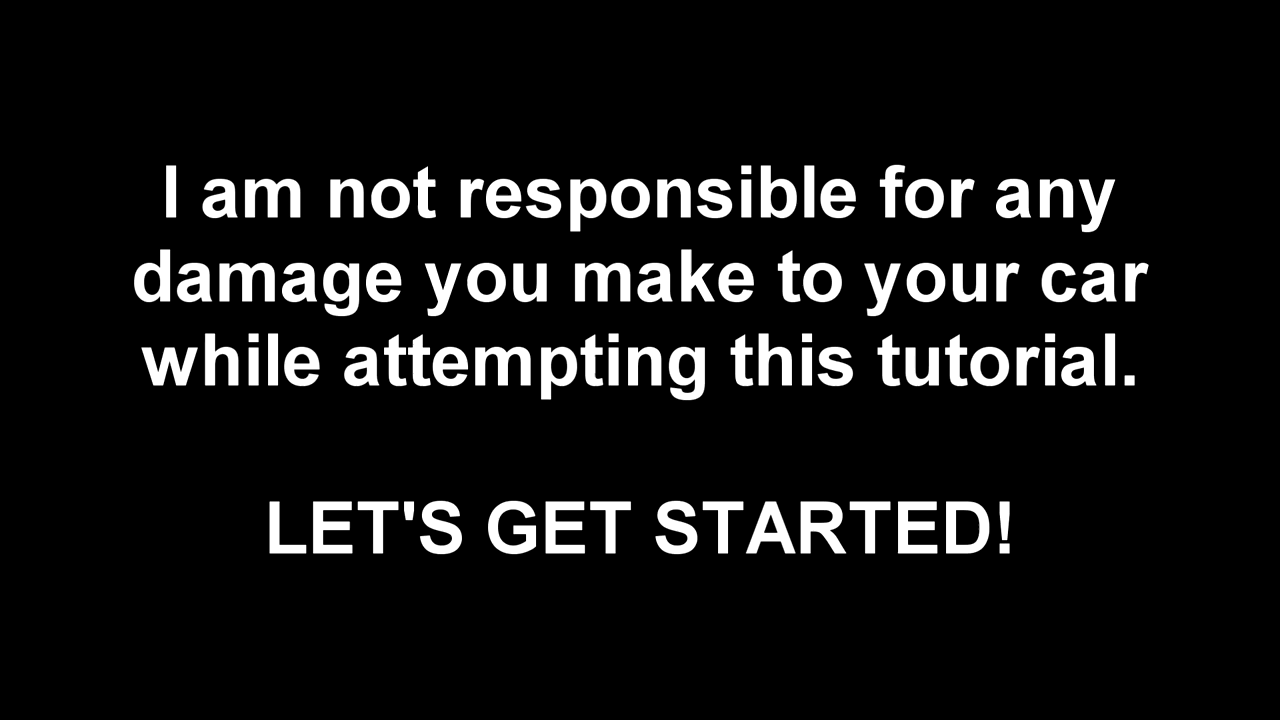 I am not responsible for any
damage you make to your car
while attempting this tutorial.
LET'S GET STARTED!